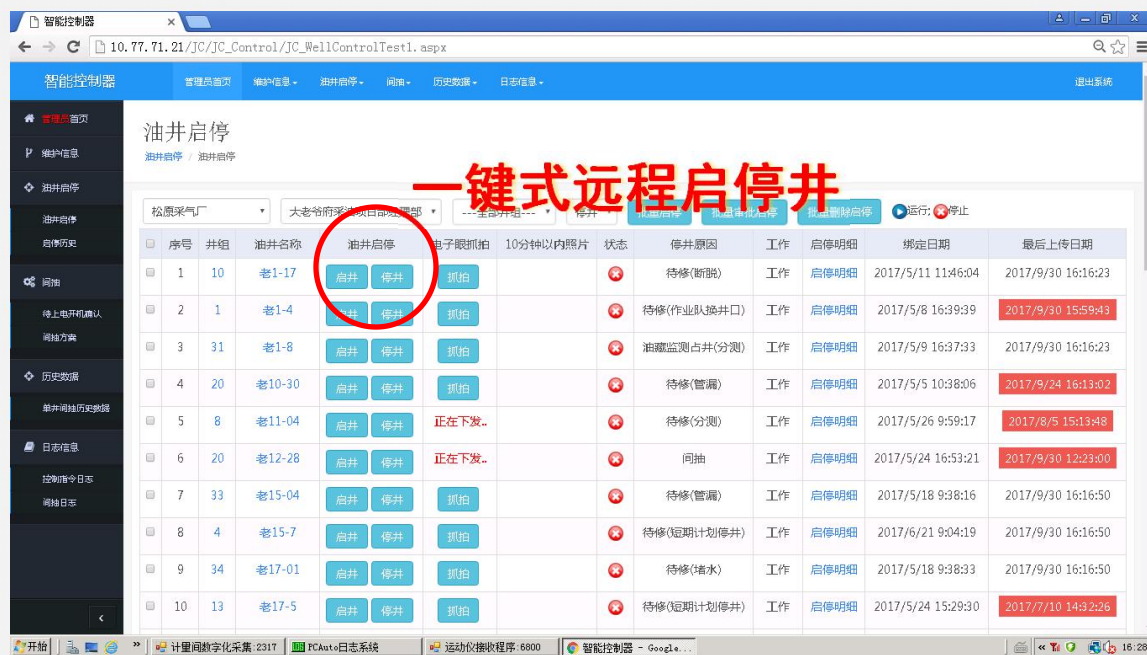 智能控制器
10.77.71.21/JC/JC_Control/JC_WellControlTest1.aspx
智能控制器 管理员首页 维护信息 油井启停 间抽 历史数据 日志信息 退出系统
管理员首页
维护信息
油井启停
油井启停
启停历史
间抽
待上电开机确认
间抽方案
历史数据
单井间抽历史数据
日志信息
控制指令日志
间抽日志
油井启停
油井启停 / 油井启停
一键式远程启停井
松原采气厂 大老爷府采油项目部经理部 ---全部井组--- 停井 批量启停 批量审批启停 批量删除启停 运行; 停止
序号 井组 油井名称 油井启停 电子眼抓拍 10分钟以内照片 状态 停井原因 工作 启停明细 绑定日期 最后上传日期
1 10 老1-17 启井 停井 抓拍 待修(断脱) 工作 启停明细 2017/5/11 11:46:04 2017/9/30 16:16:23
2 1 老1-4 启井 停井 抓拍 待修(作业队换井口) 工作 启停明细 2017/5/8 16:39:39 2017/9/30 15:59:43
3 31 老1-8 启井 停井 抓拍 油藏监测占井(分测) 工作 启停明细 2017/5/9 16:37:33 2017/9/30 16:16:23
4 20 老10-30 启井 停井 抓拍 待修(管漏) 工作 启停明细 2017/5/5 10:38:06 2017/9/24 16:13:02
5 8 老11-04 启井 停井 正在下发.. 待修(分测) 工作 启停明细 2017/5/26 9:59:17 2017/8/5 15:13:48
6 20 老12-28 启井 停井 正在下发.. 间抽 工作 启停明细 2017/5/24 16:53:21 2017/9/30 12:23:00
7 33 老15-04 启井 停井 抓拍 待修(管漏) 工作 启停明细 2017/5/18 9:38:16 2017/9/30 16:16:50
8 4 老15-7 启井 停井 抓拍 待修(短期计划停井) 工作 启停明细 2017/6/21 9:04:19 2017/9/30 16:16:50
9 34 老17-01 启井 停井 抓拍 待修(堵水) 工作 启停明细 2017/5/18 9:38:33 2017/9/30 16:16:50
10 13 老17-5 启井 停井 抓拍 待修(短期计划停井) 工作 启停明细 2017/5/24 15:29:30 2017/7/10 14:32:26
开始 计里间数字化采集:2317 PCAuto日志系统 运动仪接收程序:6800 智能控制器 - Google... 16:26